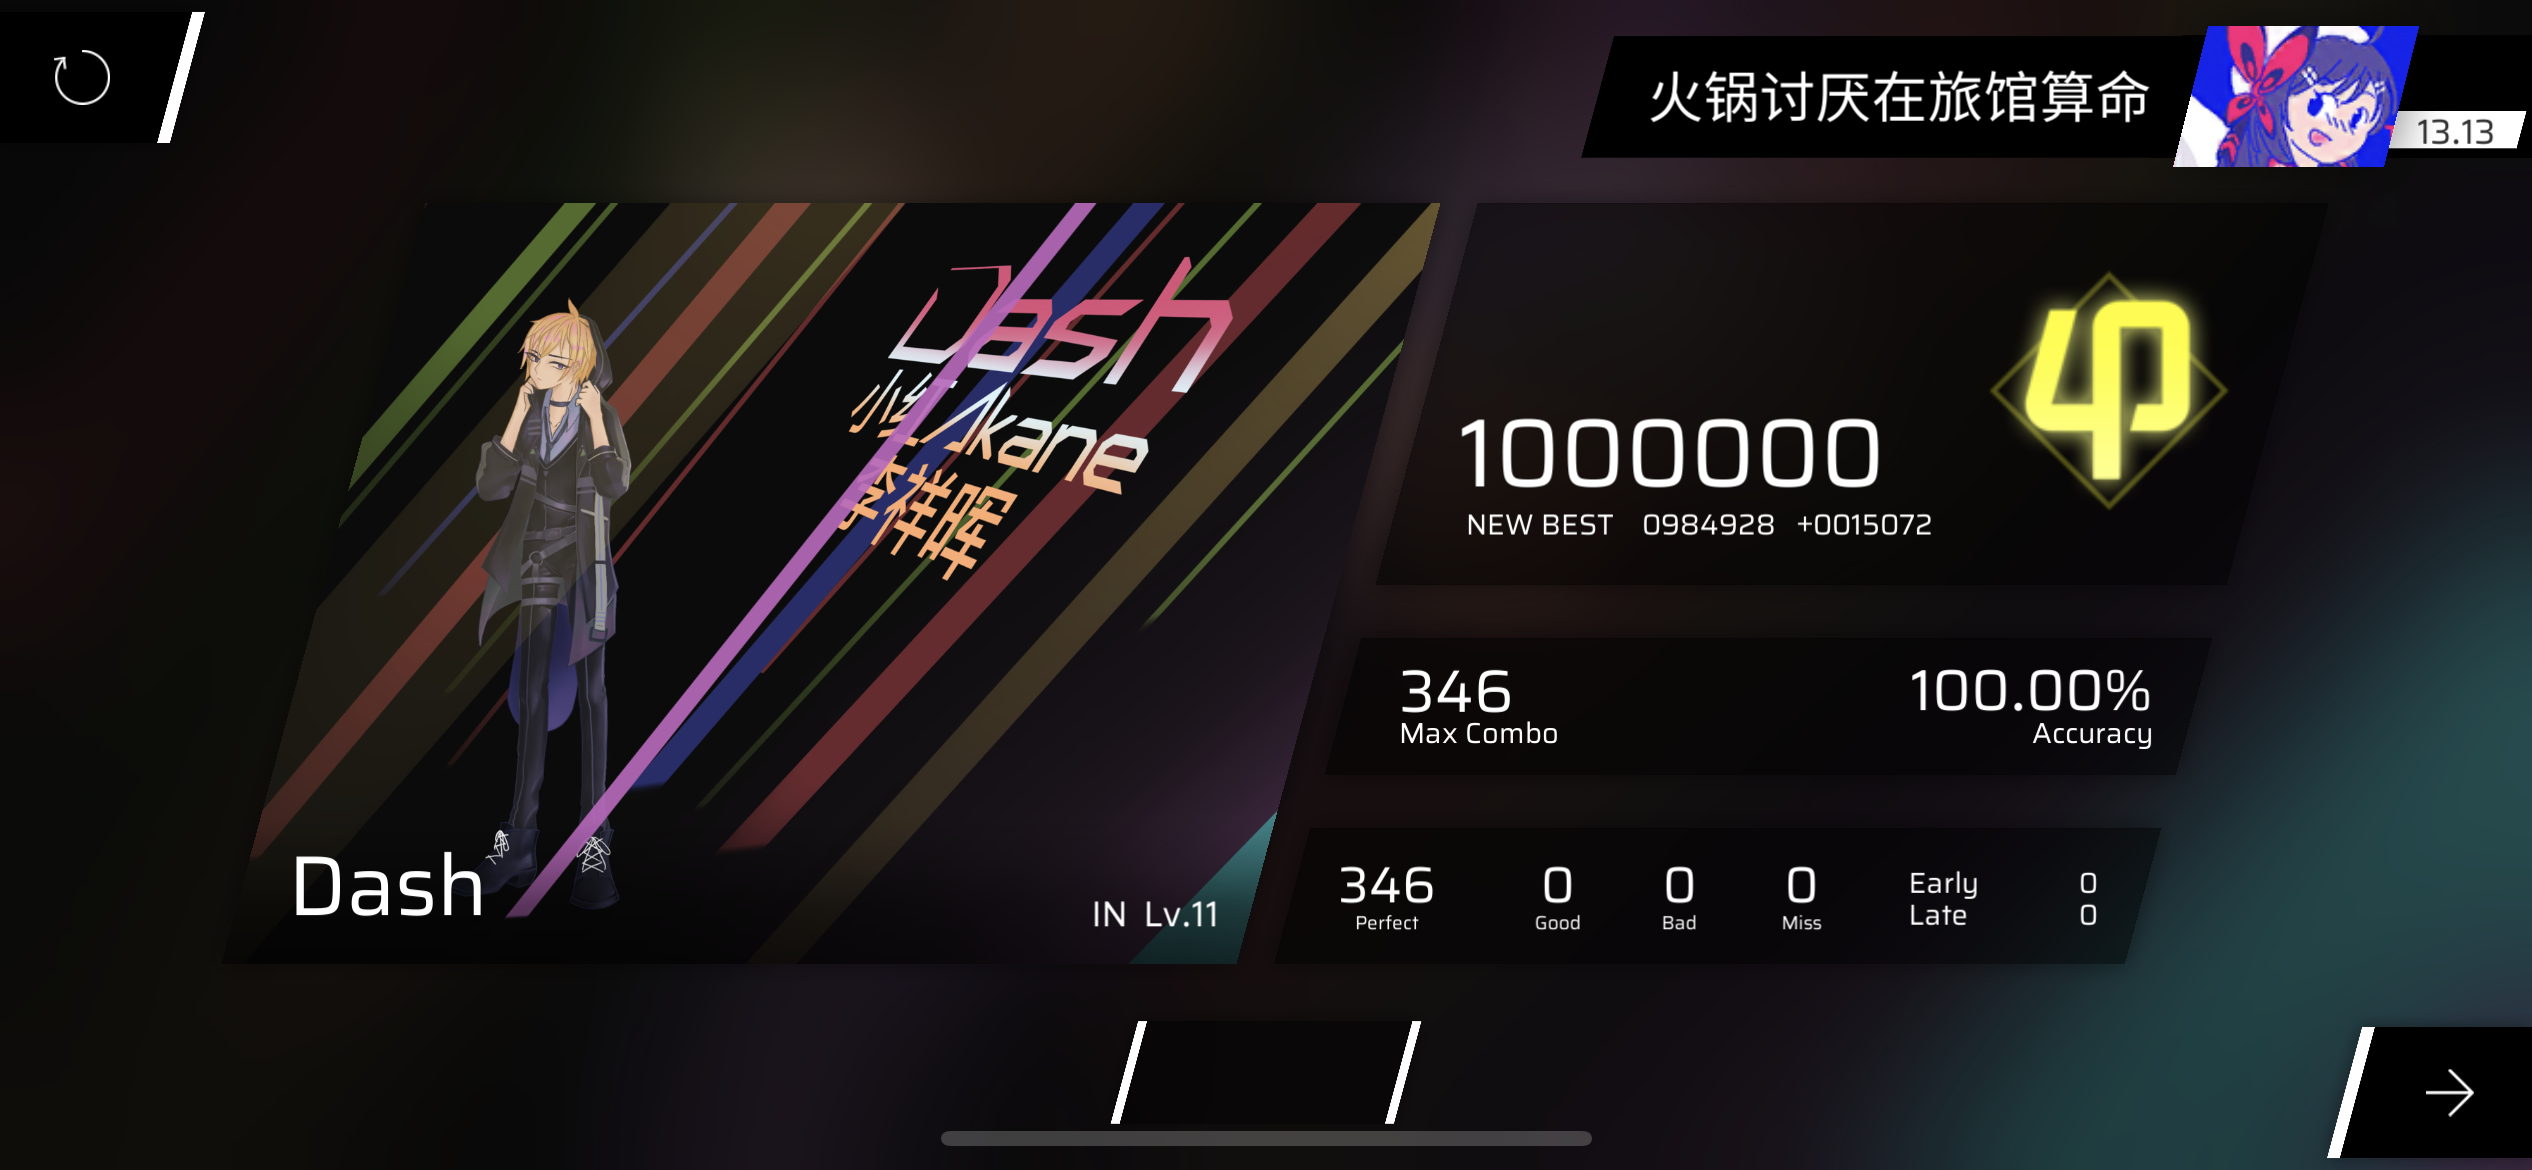 火锅讨厌在旅馆算命
13.13
Dash
小红Akane
李祥晖
Dash
IN Lv.11
φ
1000000
NEW BEST 0984928 +0015072
346
Max Combo
100.00%
Accuracy
346 0 0 0
Perfect Good Bad Miss
Early 0
Late 0